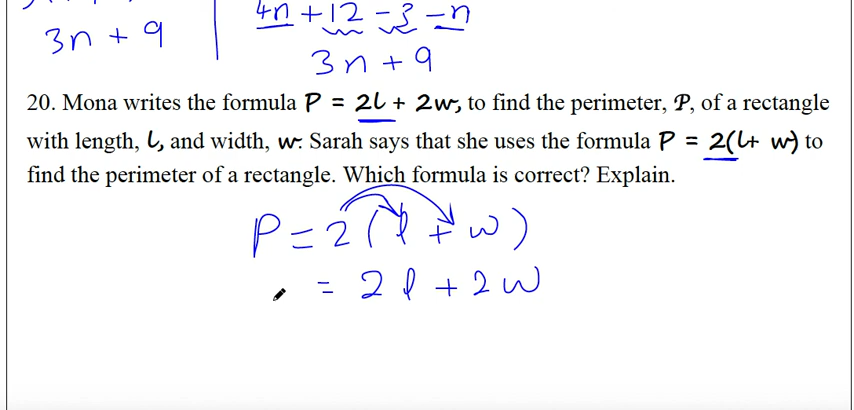 3n + 9
4n + 12 - 3 - n
3n + 9
20. Mona writes the formula P = 2l + 2w, to find the perimeter, P, of a rectangle
with length, l, and width, w. Sarah says that she uses the formula P = 2(l+ w) to
find the perimeter of a rectangle. Which formula is correct? Explain.
P = 2 ( l + w )
= 2 l + 2 w